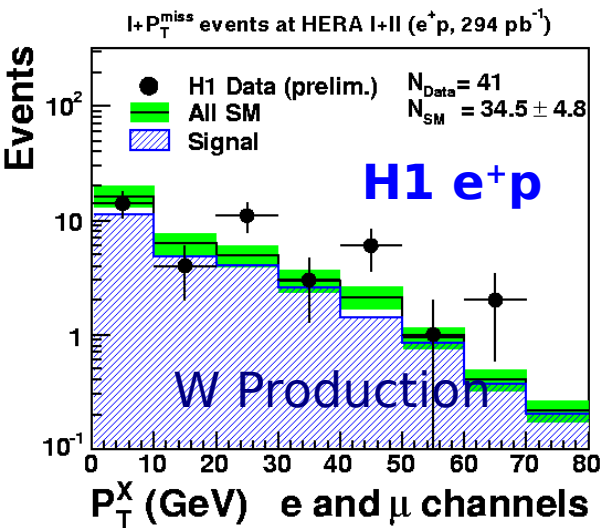 l+P_T^miss events at HERA I+II (e⁺p, 294 pb⁻¹)
Events
H1 Data (prelim.)
All SM
Signal
N_Data = 41
N_SM = 34.5 ± 4.8
H1 e⁺p
10²
10
1
10⁻¹
W Production
0 10 20 30 40 50 60 70 80
P_T^X (GeV) e and μ channels